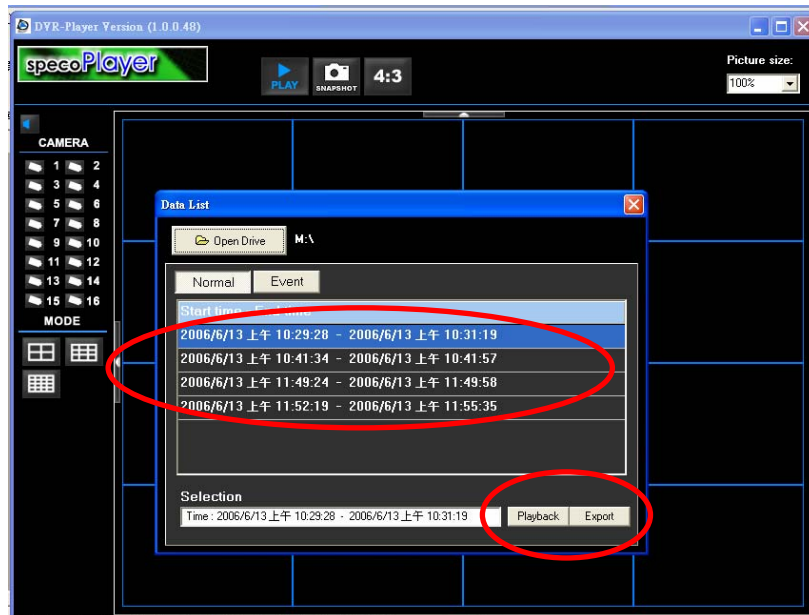 DVR-Player Version (1.0.0.48)
specoPlayer
PLAY
SNAPSHOT
4:3
Picture size:
100%
CAMERA
1 2
3 4
5 6
7 8
9 10
11 12
13 14
15 16
MODE
Data List
Open Drive M:\
Normal Event
Start time - End time
2006/6/13 上午 10:29:28 - 2006/6/13 上午 10:31:19
2006/6/13 上午 10:41:34 - 2006/6/13 上午 10:41:57
2006/6/13 上午 11:49:24 - 2006/6/13 上午 11:49:58
2006/6/13 上午 11:52:19 - 2006/6/13 上午 11:55:35
Selection
Time : 2006/6/13 上午 10:29:28 - 2006/6/13 上午 10:31:19 Playback Export